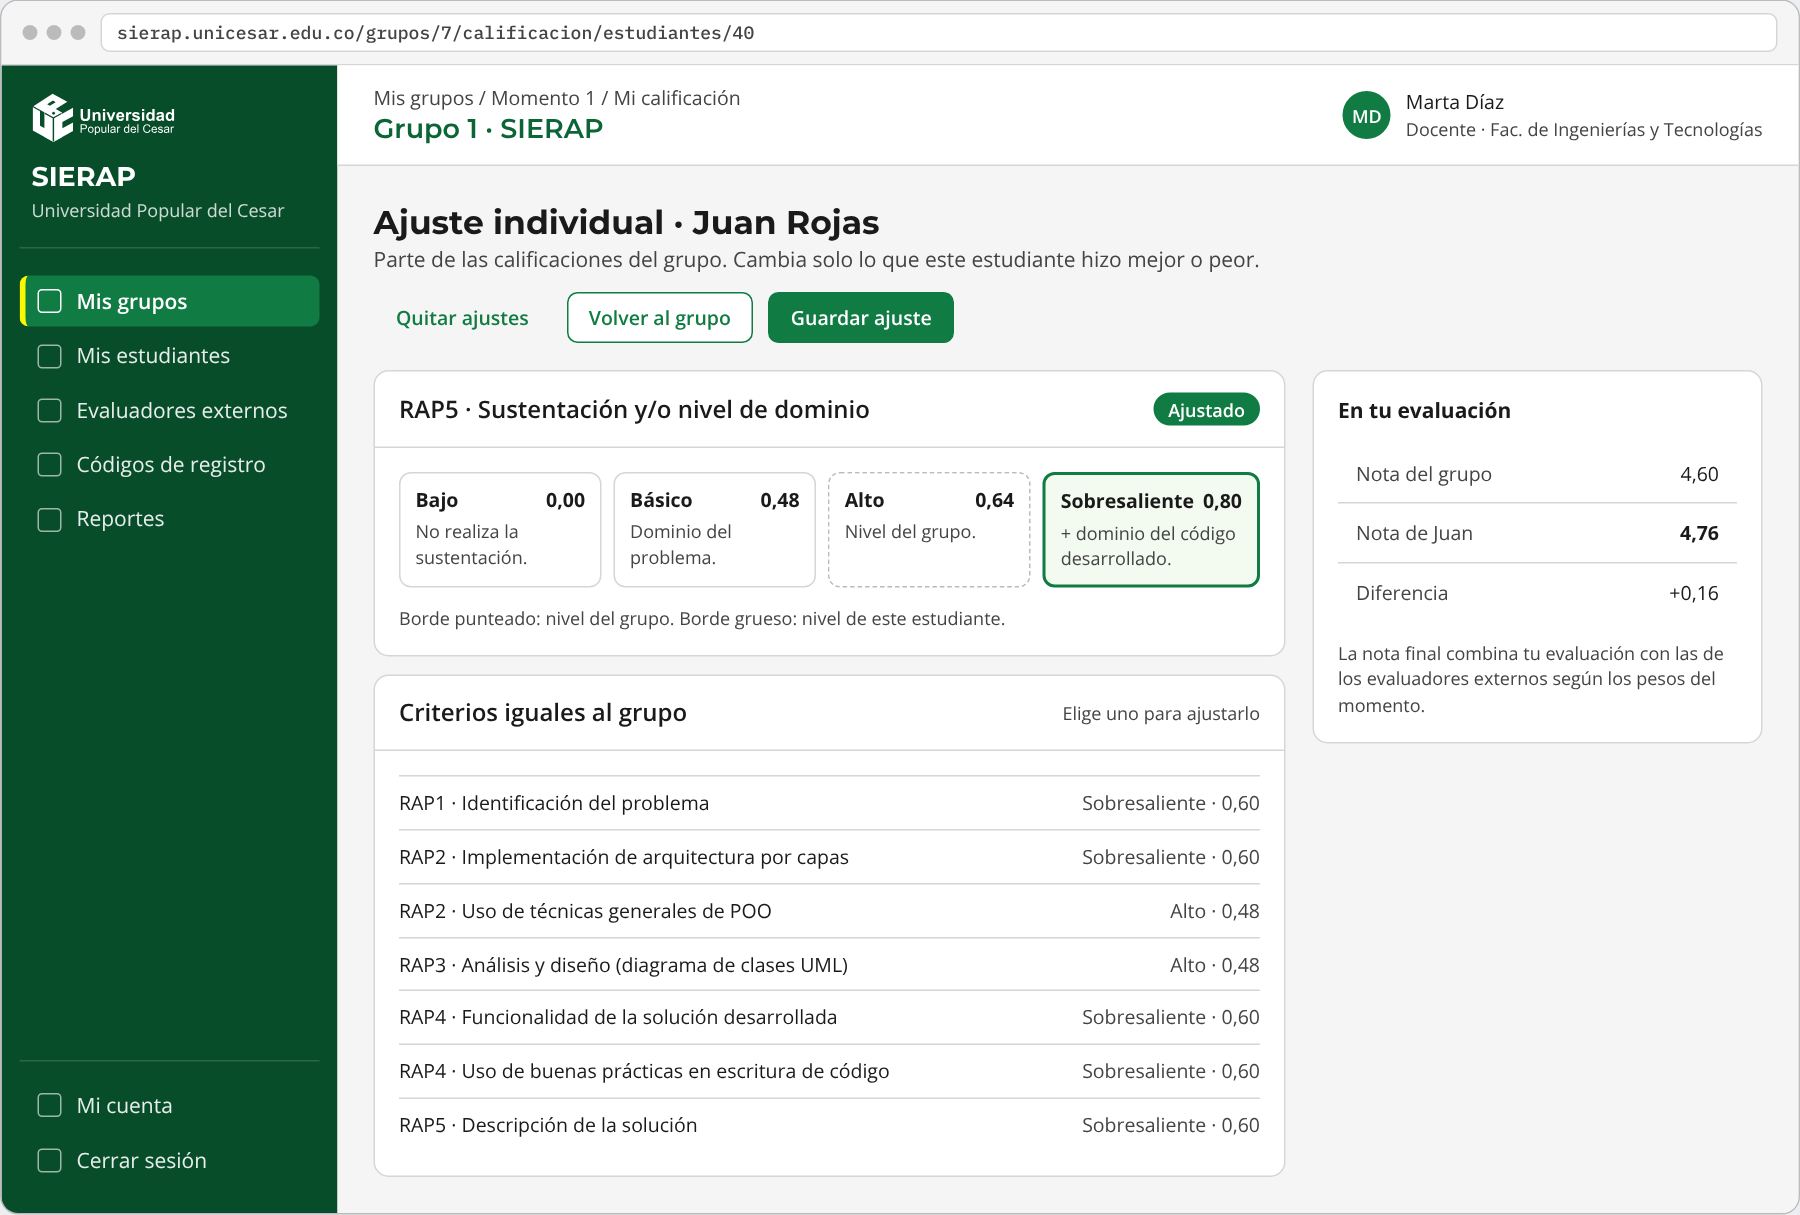 sierap.unicesar.edu.co/grupos/7/calificacion/estudiantes/40
Universidad
Popular del Cesar
SIERAP
Universidad Popular del Cesar
Mis grupos
Mis estudiantes
Evaluadores externos
Códigos de registro
Reportes
Mi cuenta
Cerrar sesión
Mis grupos / Momento 1 / Mi calificación
Grupo 1 · SIERAP
MD
Marta Díaz
Docente · Fac. de Ingenierías y Tecnologías
Ajuste individual · Juan Rojas
Parte de las calificaciones del grupo. Cambia solo lo que este estudiante hizo mejor o peor.
Quitar ajustes
Volver al grupo
Guardar ajuste
RAP5 · Sustentación y/o nivel de dominio
Ajustado
Bajo 0,00
No realiza la
sustentación.
Básico 0,48
Dominio del
problema.
Alto 0,64
Nivel del grupo.
Sobresaliente 0,80
+ dominio del código
desarrollado.
Borde punteado: nivel del grupo. Borde grueso: nivel de este estudiante.
Criterios iguales al grupo
Elige uno para ajustarlo
RAP1 · Identificación del problema Sobresaliente · 0,60
RAP2 · Implementación de arquitectura por capas Sobresaliente · 0,60
RAP2 · Uso de técnicas generales de POO Alto · 0,48
RAP3 · Análisis y diseño (diagrama de clases UML) Alto · 0,48
RAP4 · Funcionalidad de la solución desarrollada Sobresaliente · 0,60
RAP4 · Uso de buenas prácticas en escritura de código Sobresaliente · 0,60
RAP5 · Descripción de la solución Sobresaliente · 0,60
En tu evaluación
Nota del grupo 4,60
Nota de Juan 4,76
Diferencia +0,16
La nota final combina tu evaluación con las de
los evaluadores externos según los pesos del
momento.